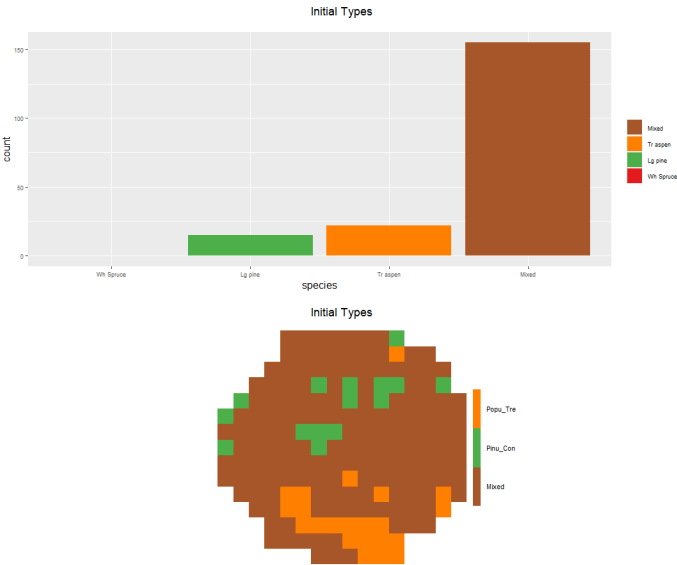 Initial Types
150
100
50
0
count
Wh Spruce Lg pine Tr aspen Mixed
species
Mixed
Tr aspen
Lg pine
Wh Spruce
Initial Types
Popu_Tre
Pinu_Con
Mixed